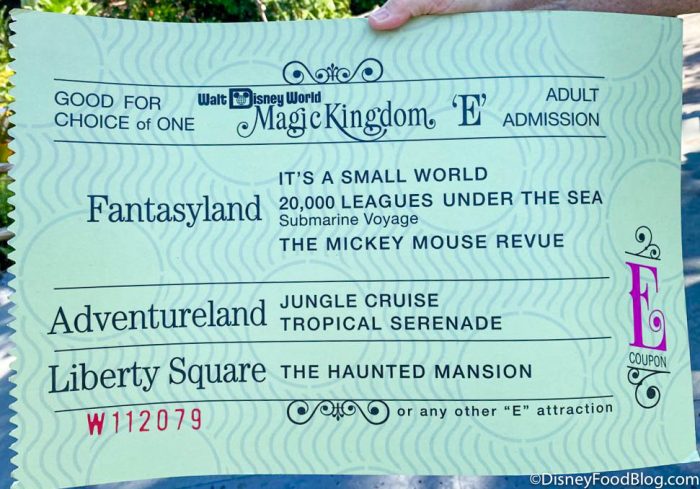 GOOD FOR
CHOICE of ONE
Walt Disney World
Magic Kingdom
'E'
ADULT
ADMISSION
Fantasyland
IT'S A SMALL WORLD
20,000 LEAGUES UNDER THE SEA
Submarine Voyage
THE MICKEY MOUSE REVUE
Adventureland
JUNGLE CRUISE
TROPICAL SERENADE
Liberty Square
THE HAUNTED MANSION
E
COUPON
W112079
or any other "E" attraction
©DisneyFoodBlog.com